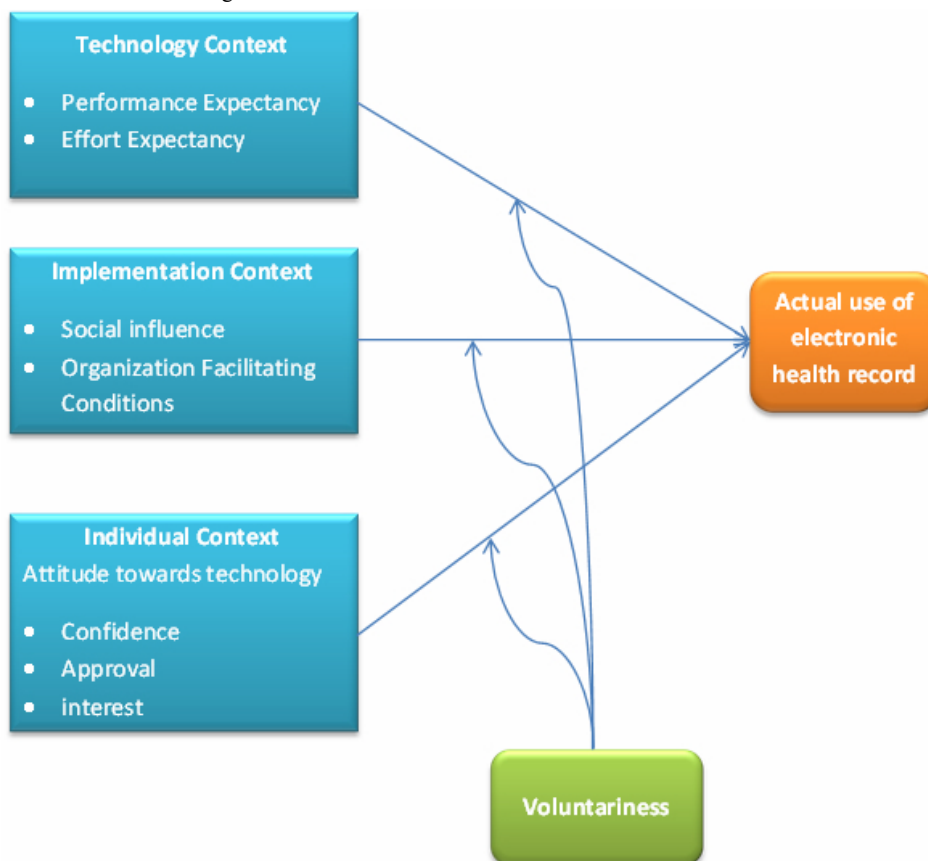 Technology Context
• Performance Expectancy
• Effort Expectancy
Implementation Context
• Social influence
• Organization Facilitating
Conditions
Individual Context
Attitude towards technology
• Confidence
• Approval
• interest
Actual use of
electronic
health record
Voluntariness